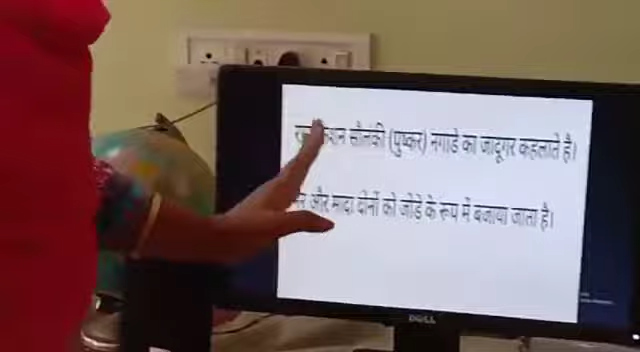 सौलंकी (पुष्कर) नगाडे का जादूगर कहलाते है।
और मादा दोनों को जोडे के रूप में बजाया जाता है।
DELL